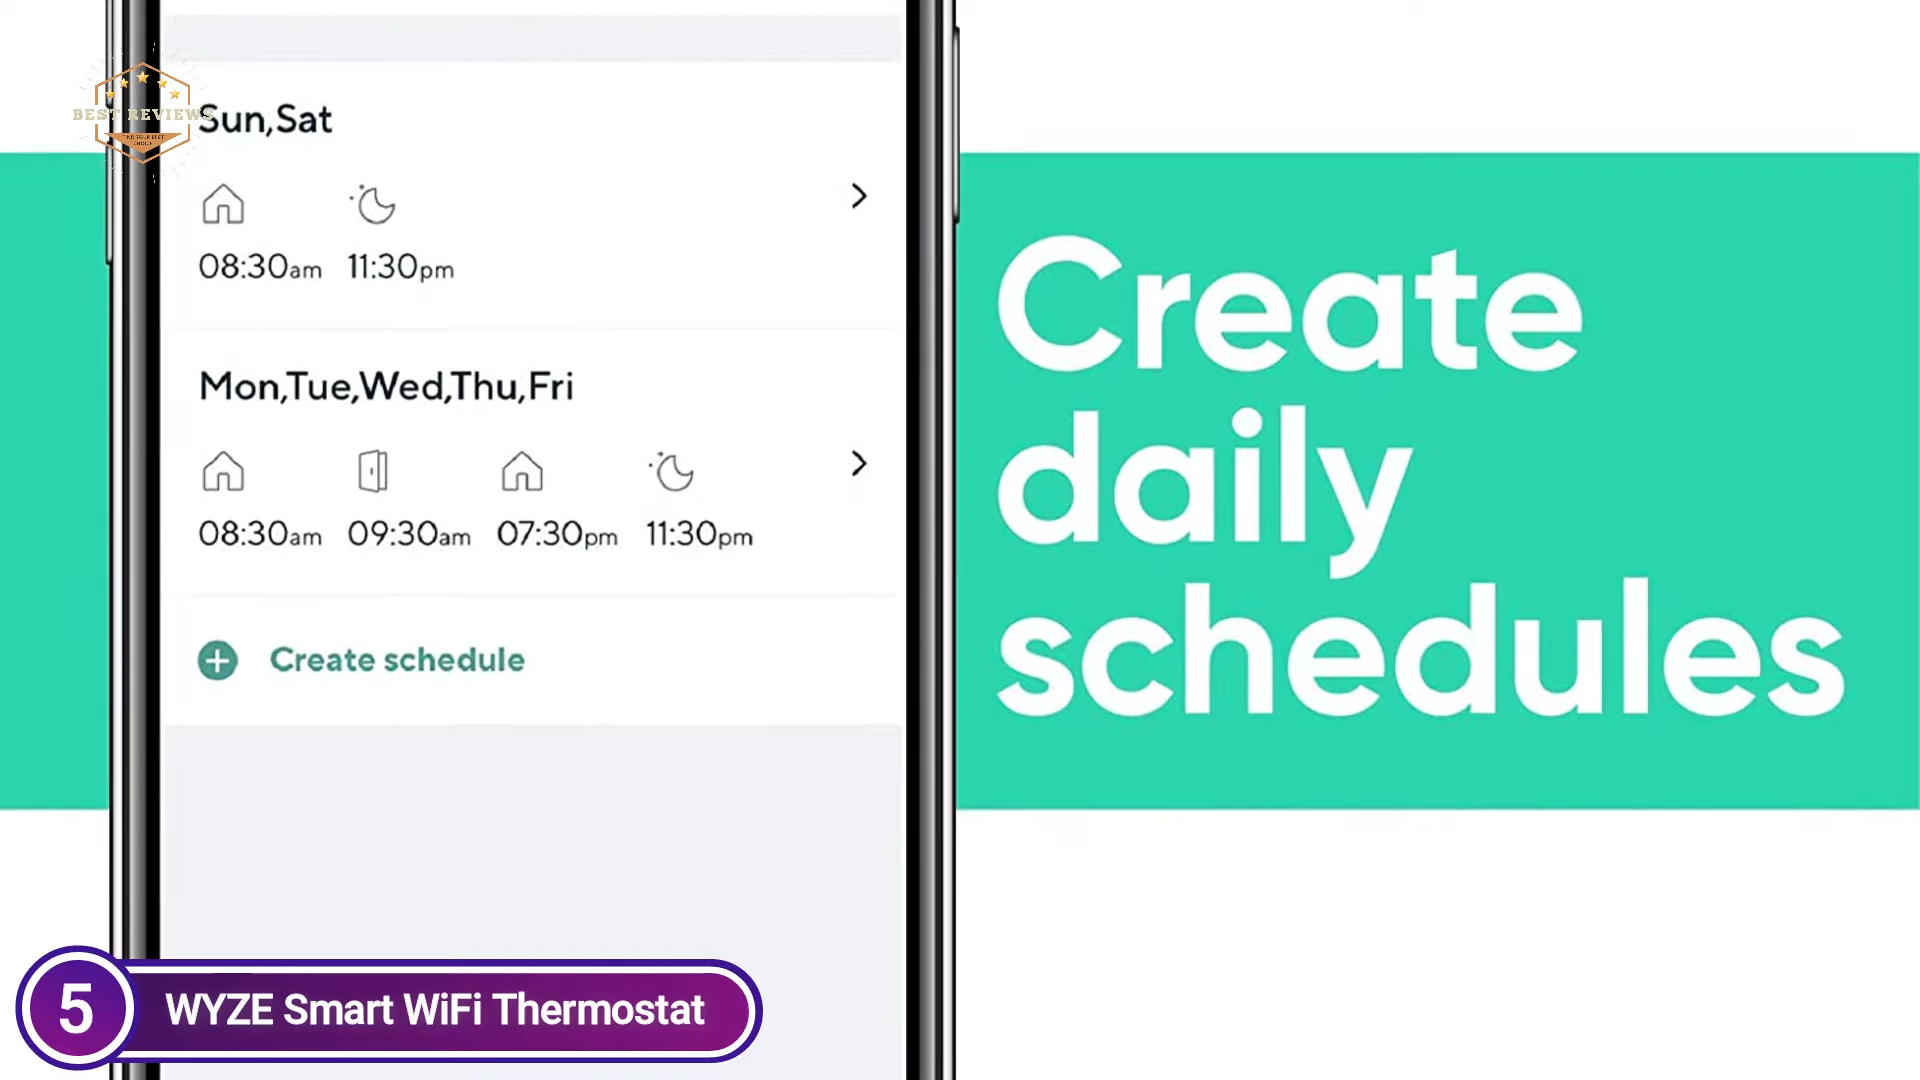 BEST REVIEWS
Sun,Sat
08:30am 11:30pm
Mon,Tue,Wed,Thu,Fri
08:30am 09:30am 07:30pm 11:30pm
Create schedule
Create
daily
schedules
5 WYZE Smart WiFi Thermostat